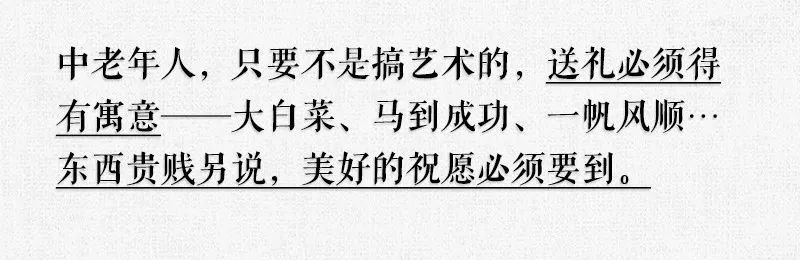 中老年人，只要不是搞艺术的，送礼必须得
有寓意——大白菜、马到成功、一帆风顺…
东西贵贱另说，美好的祝愿必须要到。